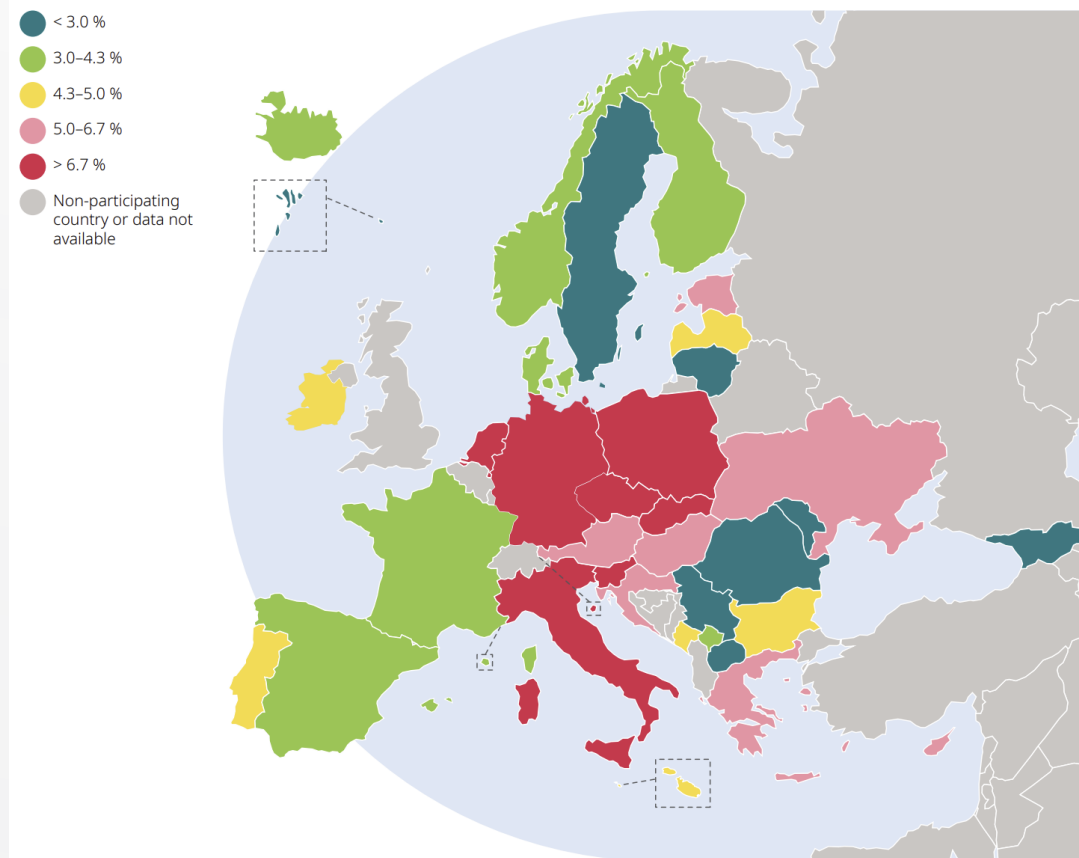 < 3.0 %
3.0–4.3 %
4.3–5.0 %
5.0–6.7 %
> 6.7 %
Non-participating
country or data not
available